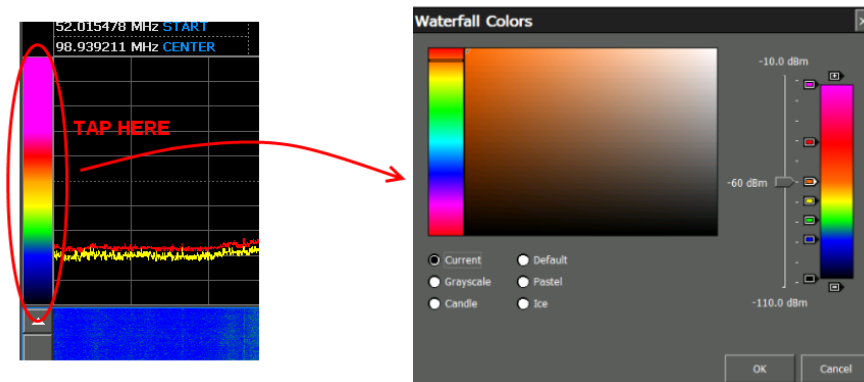 52.015478 MHz START
98.939211 MHz CENTER
TAP HERE
Waterfall Colors
-10.0 dBm
-60 dBm
-110.0 dBm
Current
Default
Grayscale
Pastel
Candle
Ice
OK
Cancel